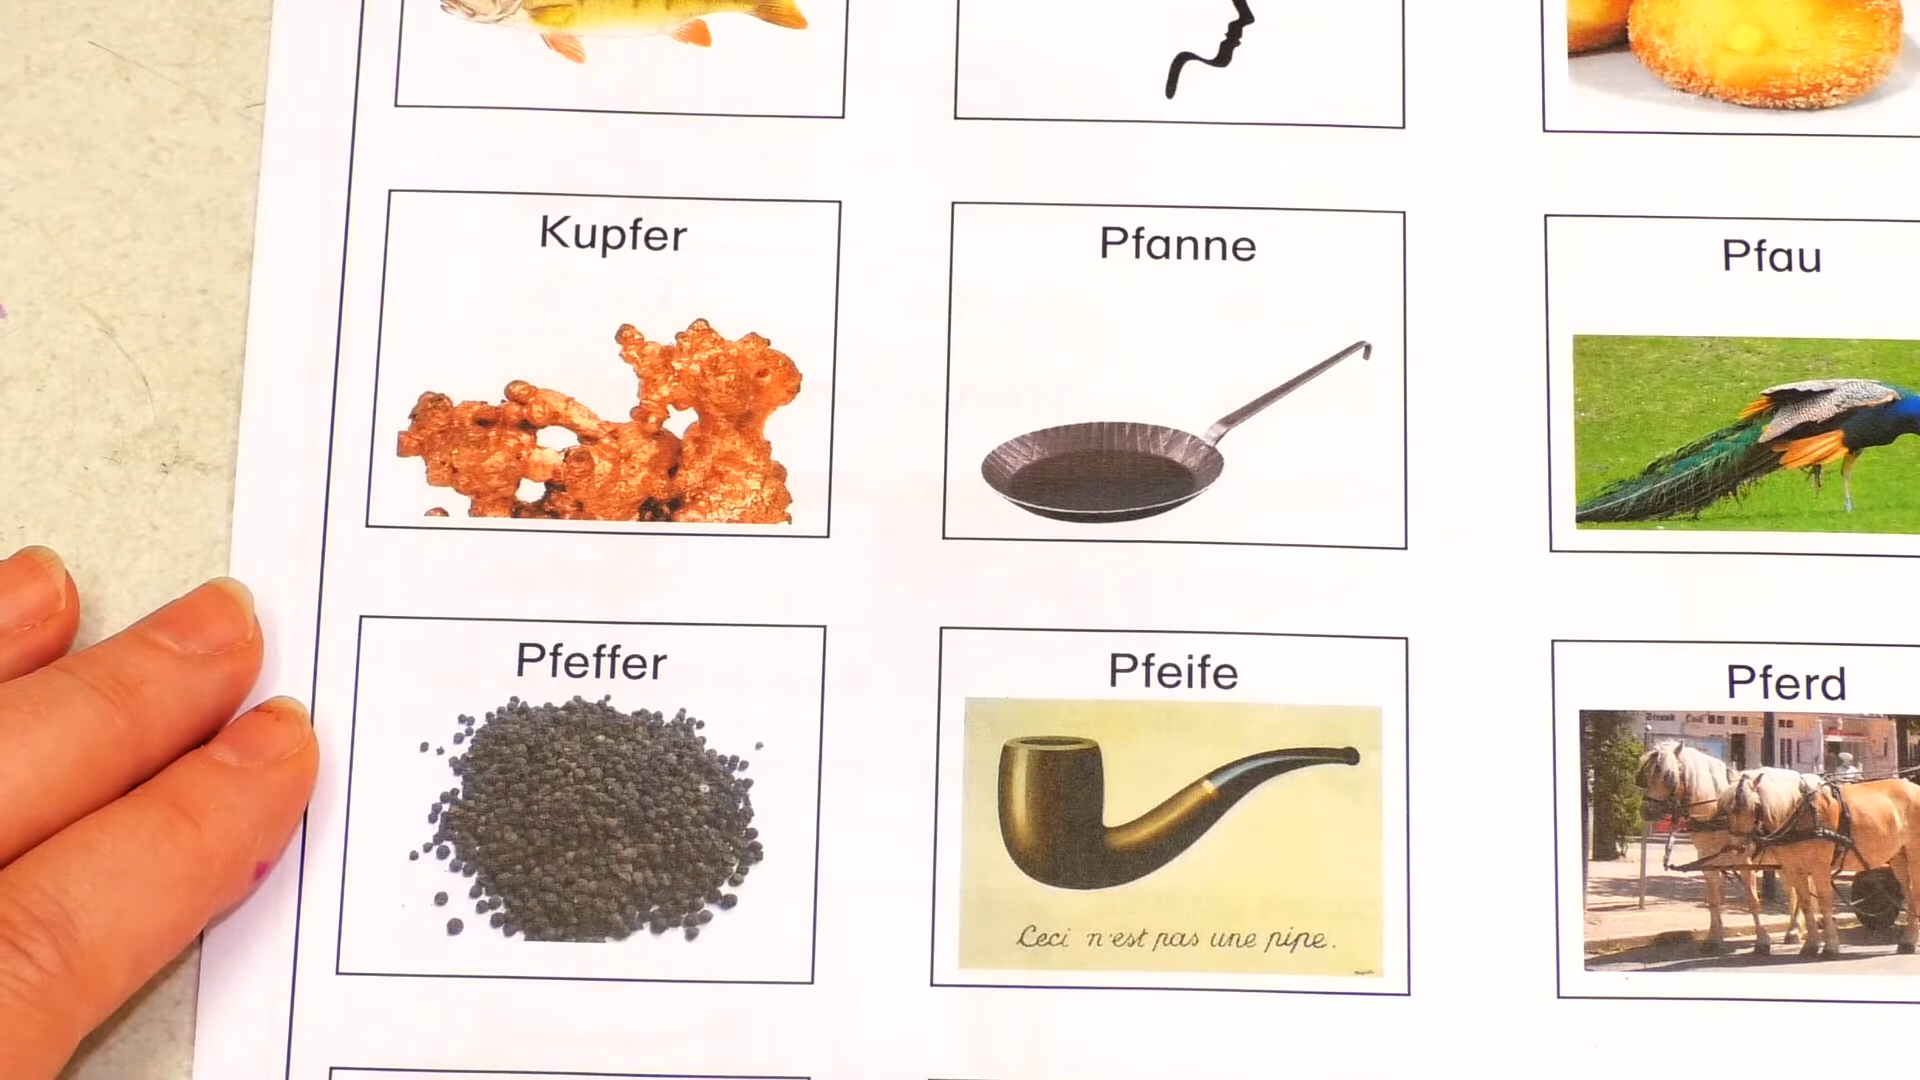 Kupfer
Pfanne
Pfau
Pfeffer
Pfeife
Pferd
Ceci n'est pas une pipe.